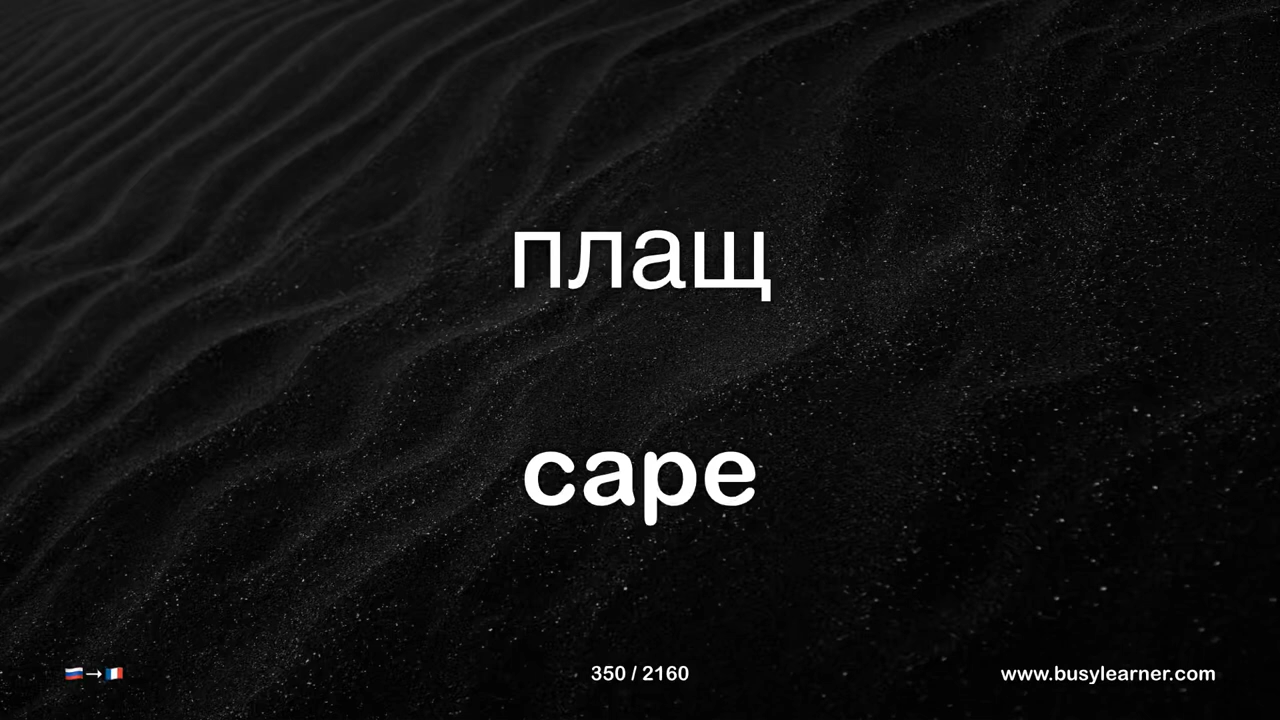 плащ
cape
🇷🇺→🇫🇷
350 / 2160
www.busylearner.com